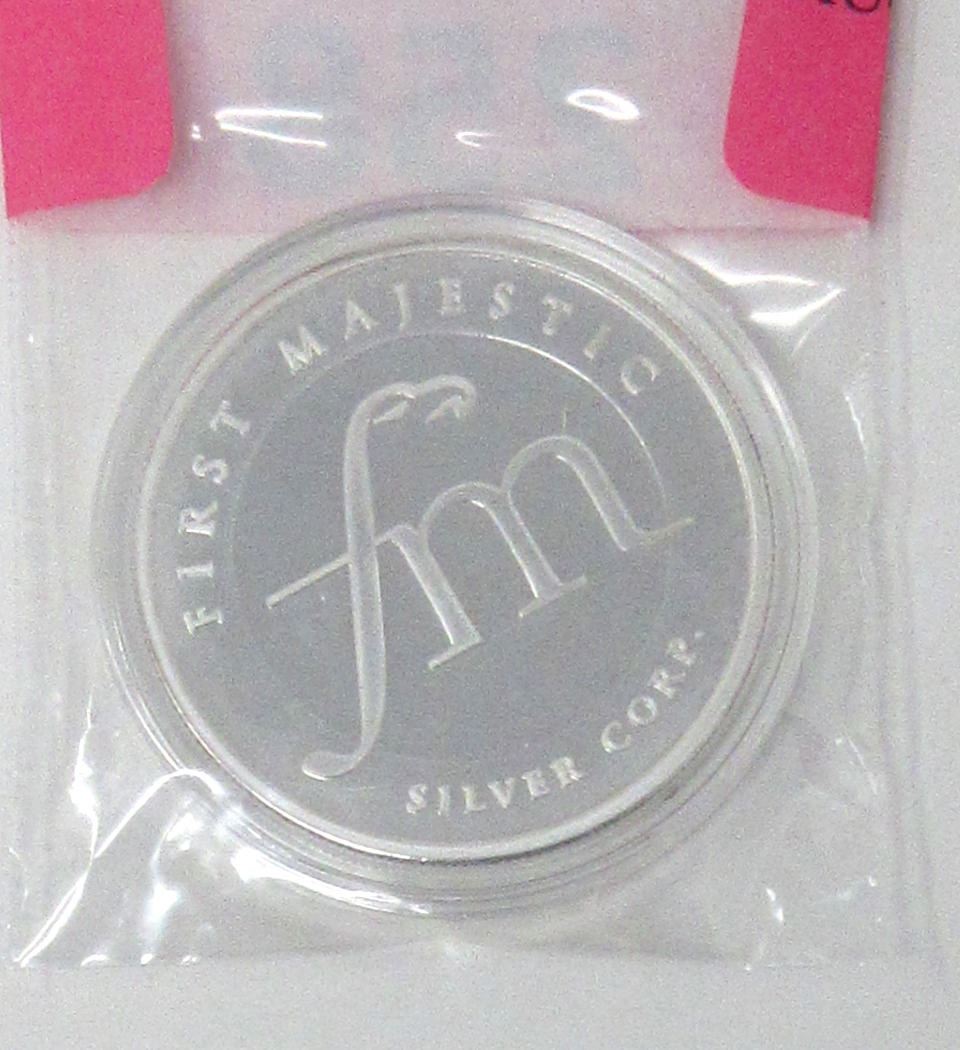 FIRST MAJESTIC
fm
SILVER CORP.